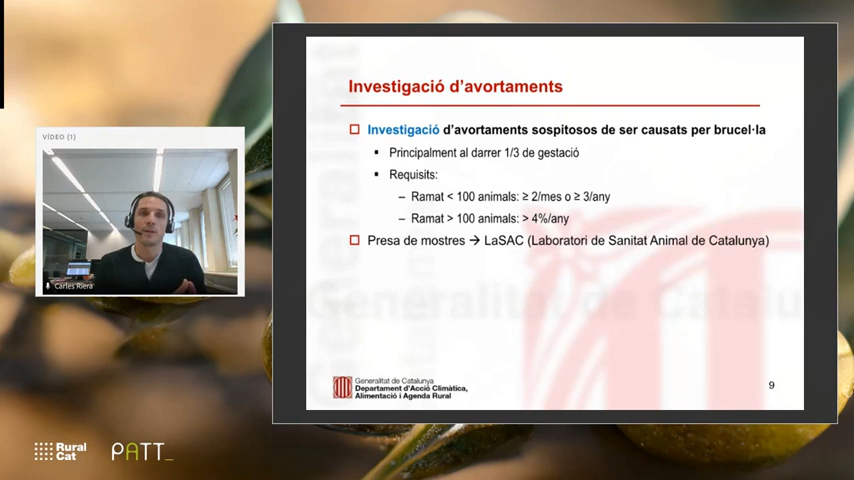 Investigació d'avortaments
Investigació d'avortaments sospitosos de ser causats per brucel·la
Principalment al darrer 1/3 de gestació
Requisits:
– Ramat < 100 animals: ≥ 2/mes o ≥ 3/any
– Ramat > 100 animals: > 4%/any
Presa de mostres → LaSAC (Laboratori de Sanitat Animal de Catalunya)
Generalitat de Catalunya
Generalitat de Catalunya
Departament d'Acció Climàtica,
Alimentació i Agenda Rural
9
VÍDEO (1)
Carles Riera
Rural
Cat
PATT_